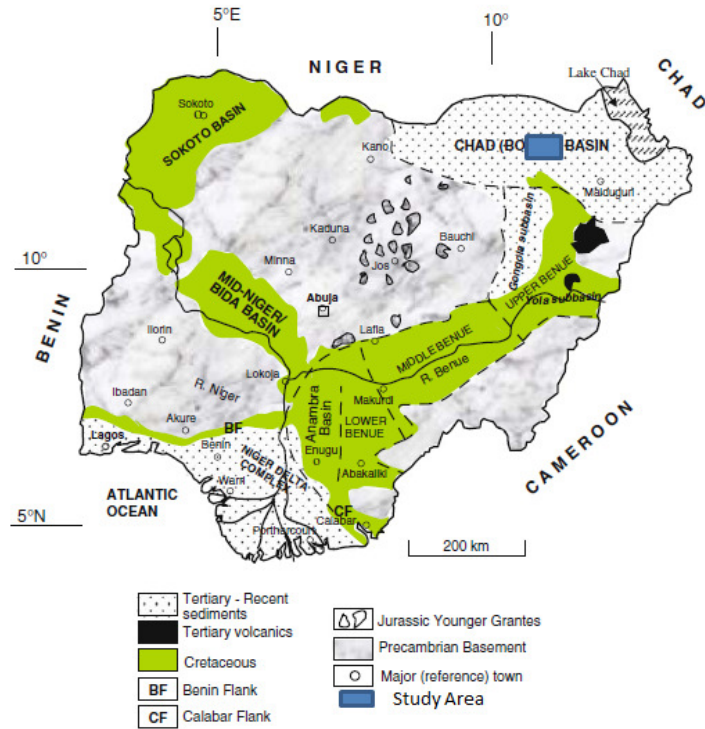 5°E
10°
NIGER
CHAD
Lake Chad
Sokoto
SOKOTO BASIN
Kano
CHAD (BO BASIN
Maiduguri
Kaduna
Bauchi
Gongola subbasin
Minna
Jos
10°
UPPER BENUE
MID-NIGER/
BIDA BASIN
Abuja
Yola subbasin
BENIN
Ilorin
Lafia
MIDDLE BENUE
R. Benue
Lokoja
R. Niger
Makurdi
Ibadan
Anambra
Basin
LOWER
BENUE
Akure
BF
Lagos
Benin
Enugu
NIGER DELTA
COMPLEX
Abakaliki
CAMEROON
Warri
ATLANTIC
OCEAN
CF
5°N
Calabar
Portharcourt
200 km
Tertiary - Recent
sediments
Tertiary volcanics
Cretaceous
BF Benin Flank
CF Calabar Flank
Jurassic Younger Grantes
Precambrian Basement
Major (reference) town
Study Area